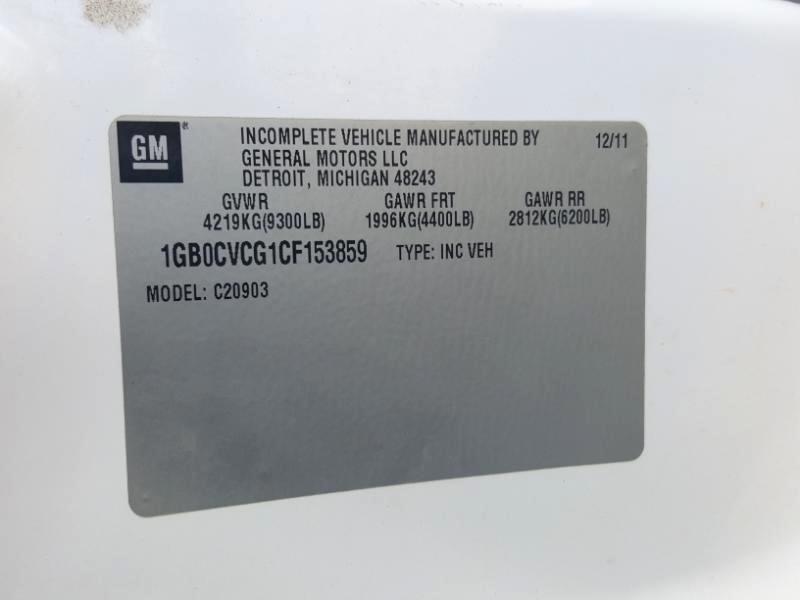 GM® INCOMPLETE VEHICLE MANUFACTURED BY 12/11
GENERAL MOTORS LLC
DETROIT, MICHIGAN 48243
GVWR GAWR FRT GAWR RR
4219KG(9300LB) 1996KG(4400LB) 2812KG(6200LB)
1GB0CVCG1CF153859 TYPE: INC VEH
MODEL: C20903